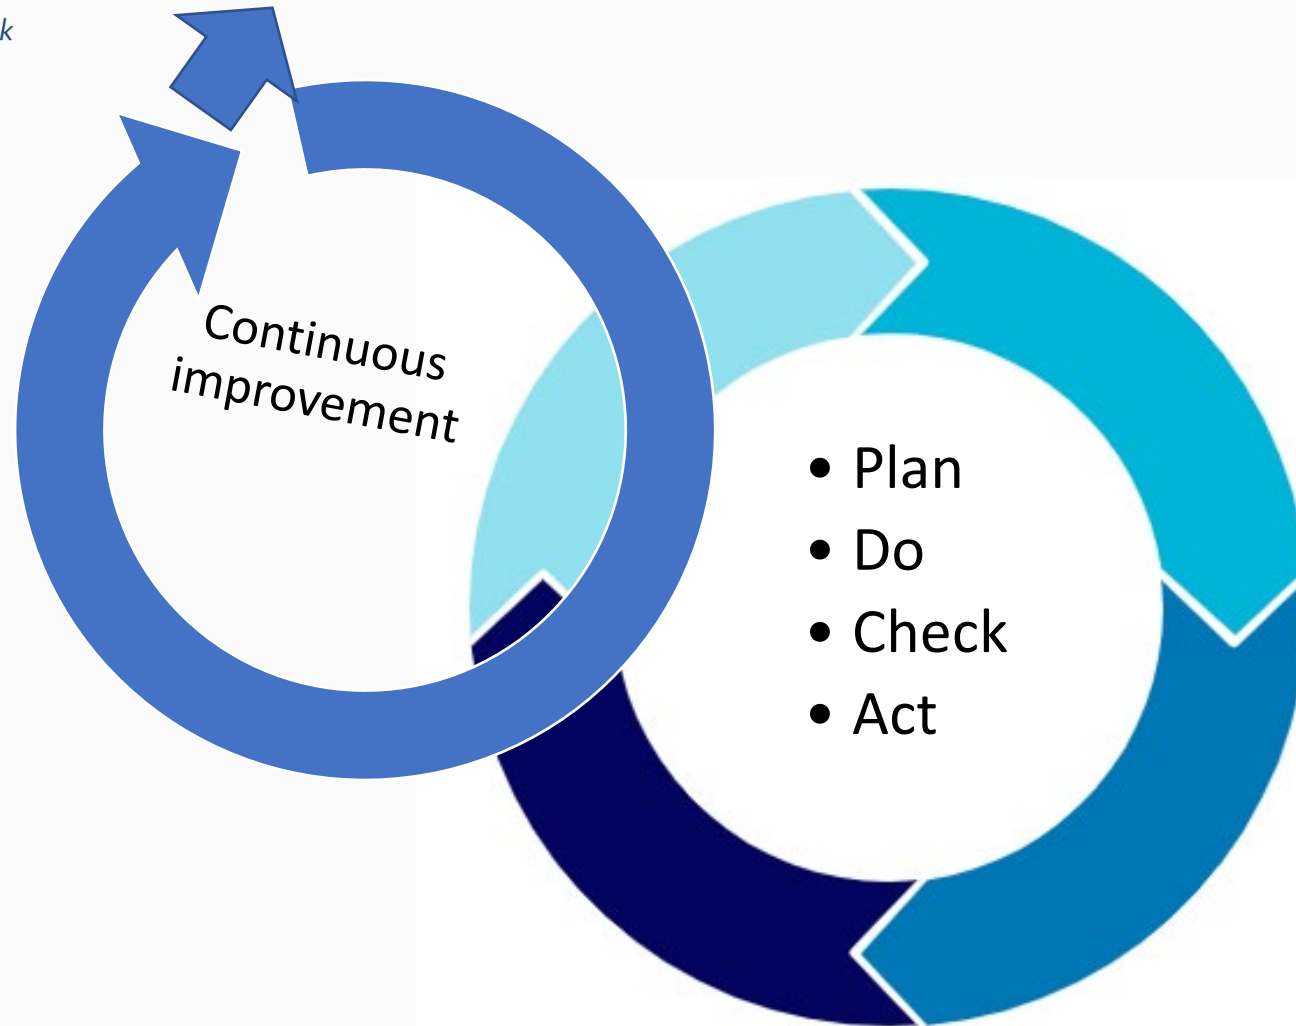 k
Continuous
improvement
• Plan
• Do
• Check
• Act